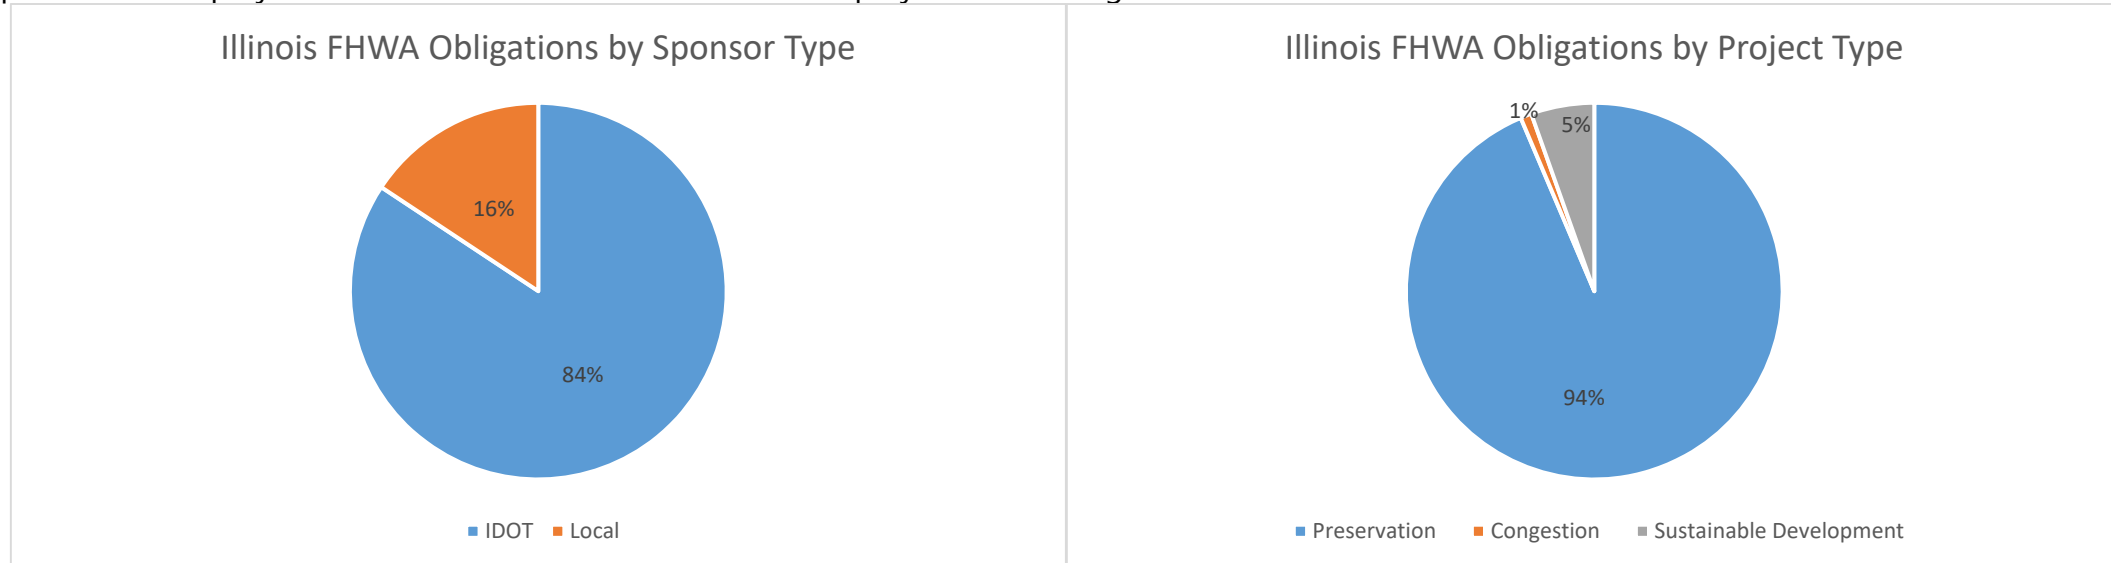 Illinois FHWA Obligations by Sponsor Type
16%
84%
IDOT Local
Illinois FHWA Obligations by Project Type
1%
5%
94%
Preservation Congestion Sustainable Development